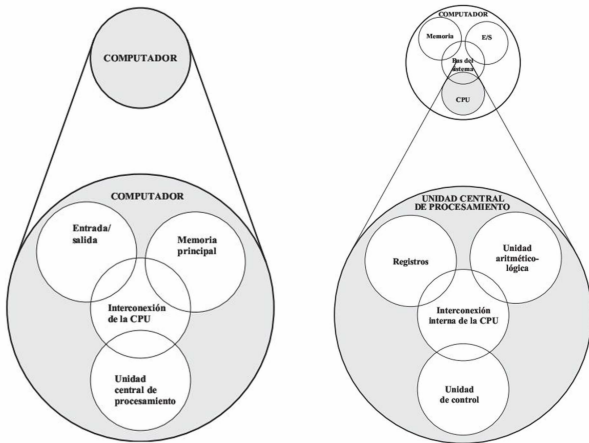 COMPUTADOR
COMPUTADOR
Entrada/
salida
Memoria
principal
Interconexión
de la CPU
Unidad
central de
procesamiento
COMPUTADOR
Memoria
E/S
Bus del
sistema
CPU
UNIDAD CENTRAL
DE PROCESAMIENTO
Registros
Unidad
aritmético-
lógica
Interconexión
interna de la CPU
Unidad
de control